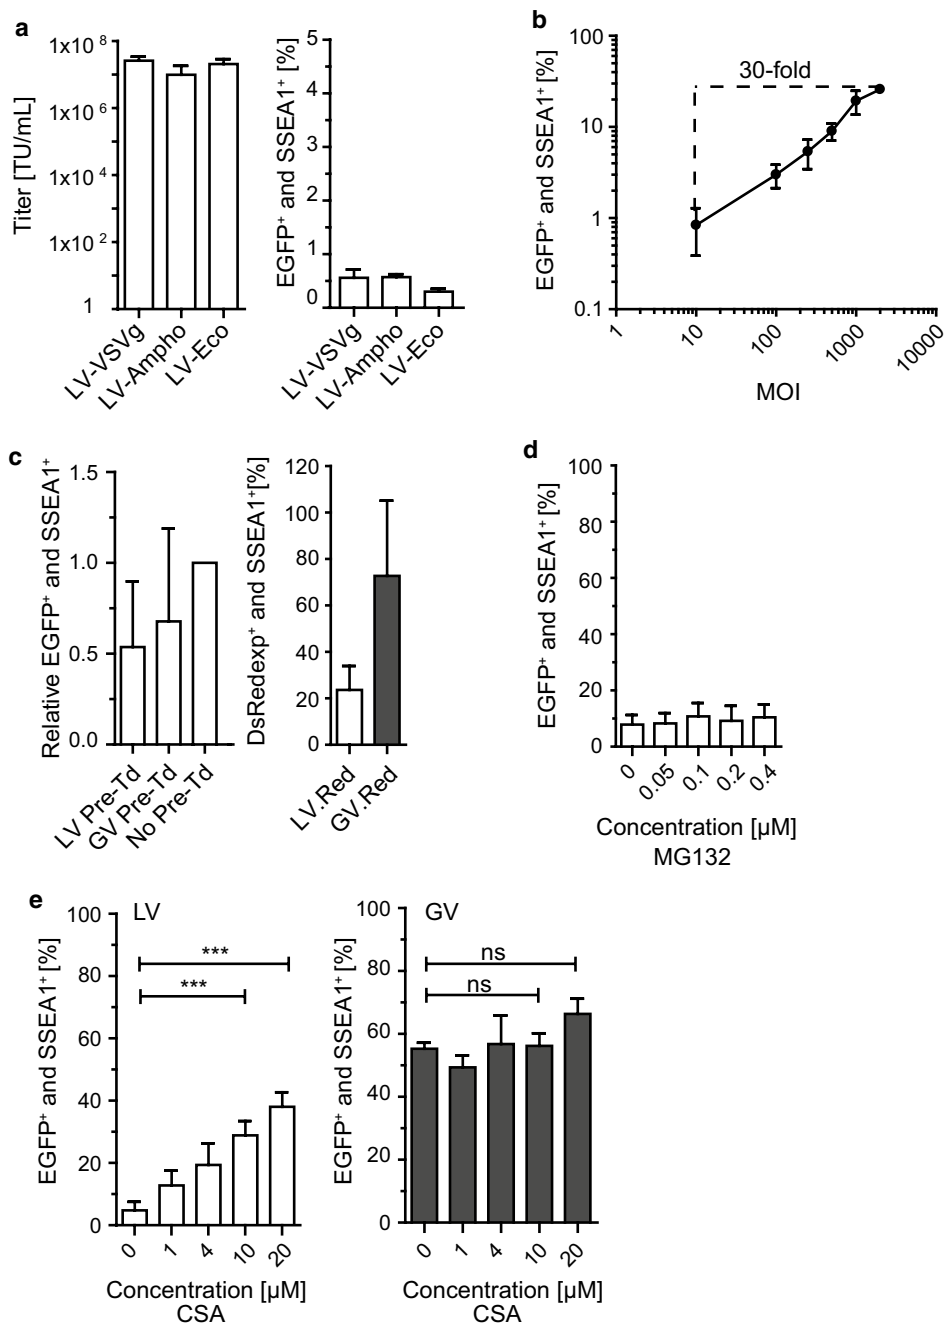 a
Titer [TU/mL]
1x10 8
1x10 6
1x10 4
1x10 2
1
LV-VSVg
LV-Ampho
LV-Eco
EGFP+ and SSEA1+ [%]
5
4
3
2
1
0
LV-VSVg
LV-Ampho
LV-Eco
b
EGFP+ and SSEA1+ [%]
100
10
1
0.1
30-fold
1
10
100
1000
10000
MOI
c
Relative EGFP+ and SSEA1+
1.5
1.0
0.5
0.0
LV Pre-Td
GV Pre-Td
No Pre-Td
DsRedexp+ and SSEA1+[%]
120
100
80
60
40
20
0
LV.Red
GV.Red
d
EGFP+ and SSEA1+ [%]
100
80
60
40
20
0
0
0.05
0.1
0.2
0.4
Concentration [µM]
MG132
e
LV
EGFP+ and SSEA1+ [%]
100
80
60
40
20
0
***
***
0
1
4
10
20
Concentration [µM]
CSA
GV
EGFP+ and SSEA1+ [%]
100
80
60
40
20
0
ns
ns
0
1
4
10
20
Concentration [µM]
CSA